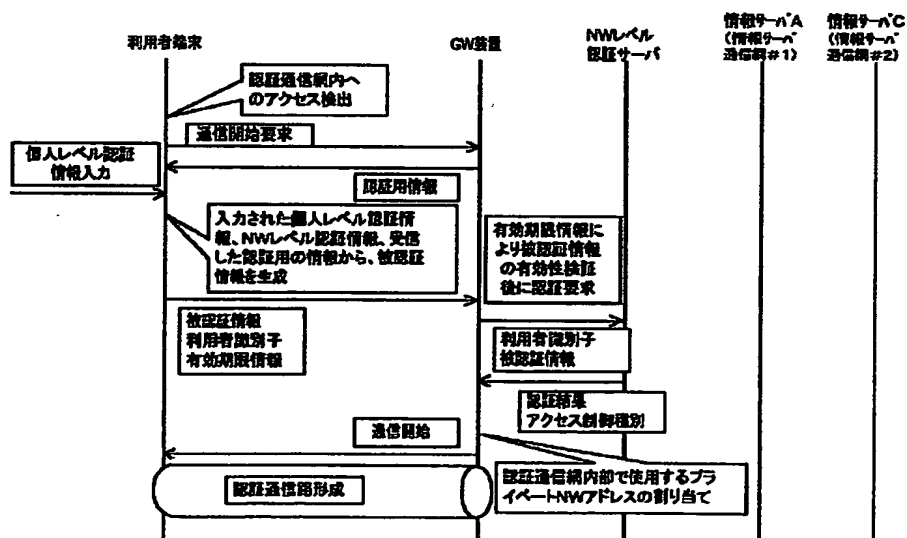 利用者端末
GW装置
NWレベル
認証サーバ
情報サーバA
(情報サーバ
通信網#1)
情報サーバC
(情報サーバ
通信網#2)
認証通信網内へ
のアクセス検出
通信開始要求
個人レベル認証
情報入力
認証用情報
入力された個人レベル認証情
報、NWレベル認証情報、受信
した認証用の情報から、被認証
情報を生成
有効期限情報に
より被認証情報
の有効性検証
後に認証要求
被認証情報
利用者識別子
有効期限情報
利用者識別子
被認証情報
認証結果
アクセス制御種別
通信開始
認証通信路形成
認証通信網内部で使用するプラ
イベートNWアドレスの割り当て